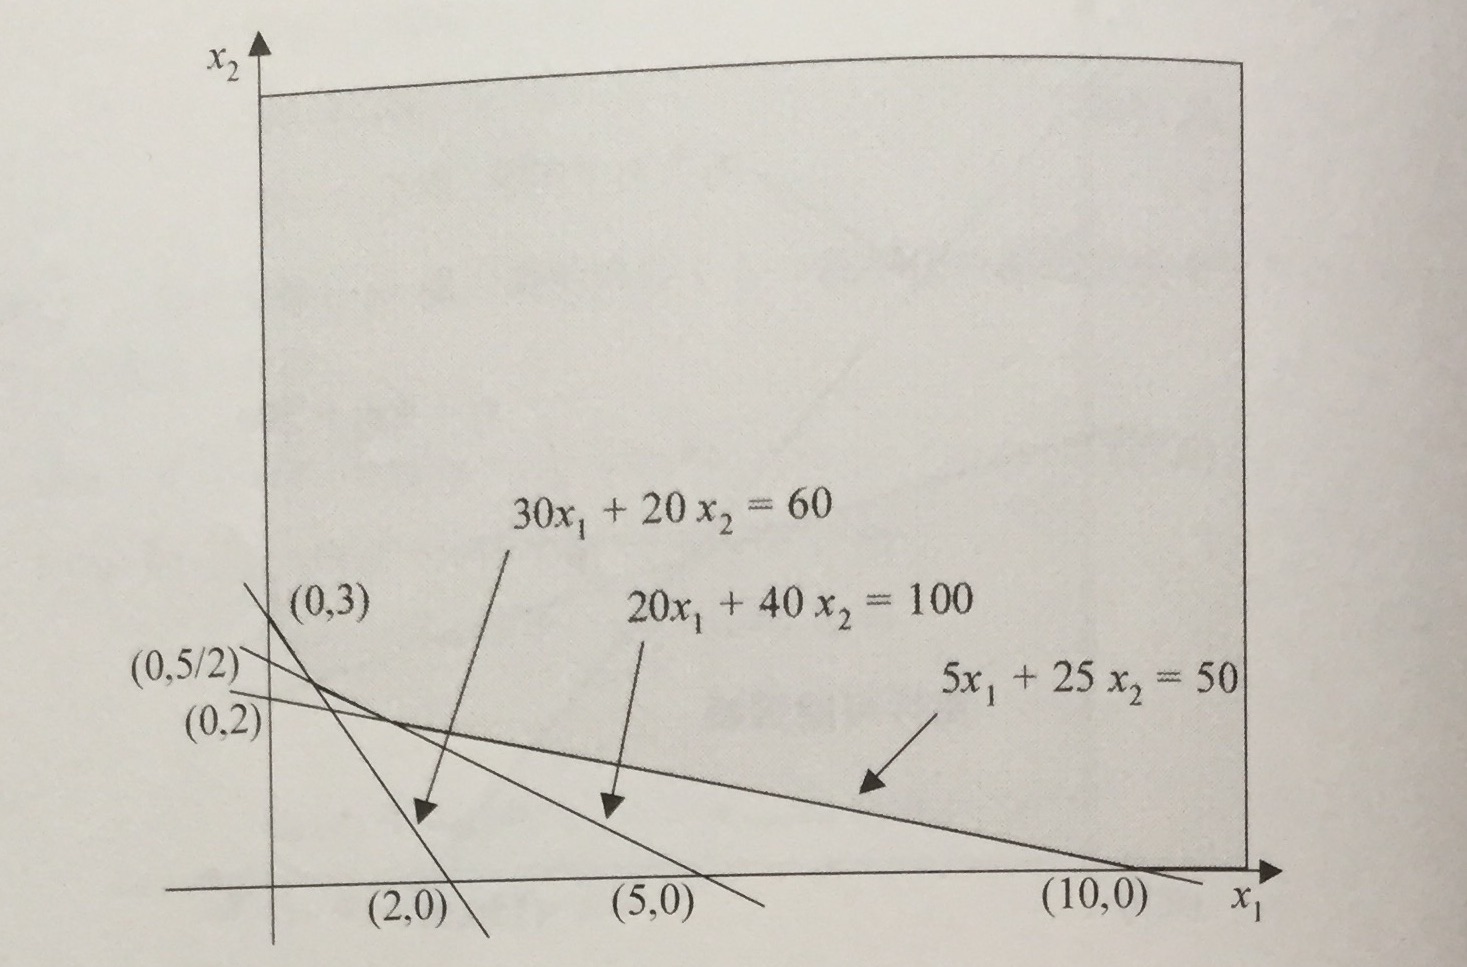 x₂
30x₁ + 20 x₂ = 60
(0,3)
20x₁ + 40 x₂ = 100
(0,5/2)
5x₁ + 25 x₂ = 50
(0,2)
(2,0)
(5,0)
(10,0)
x₁